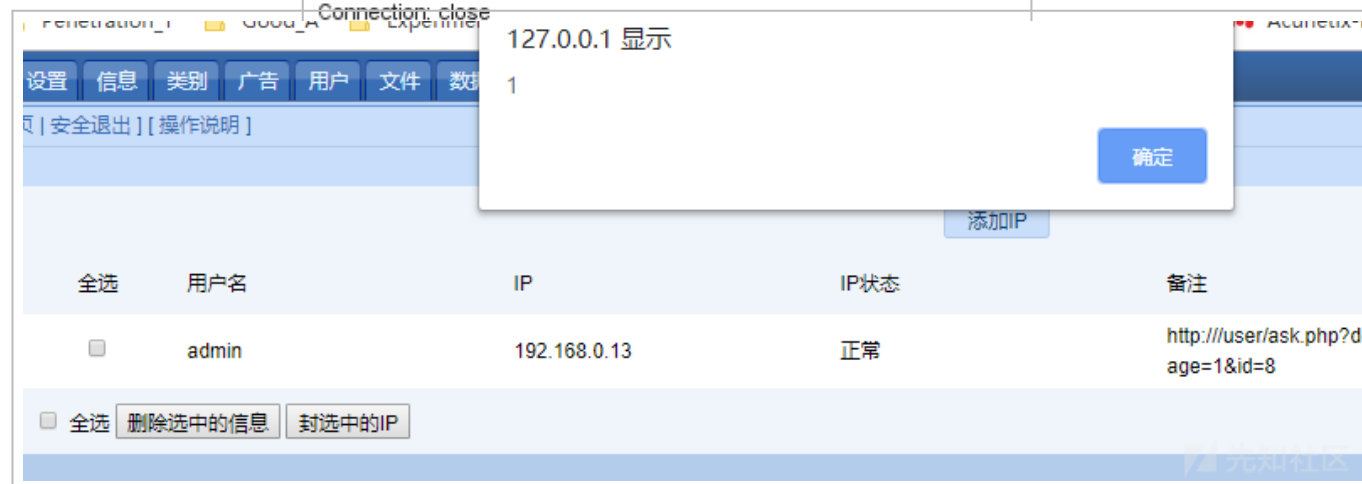 Connection: close
Penetration_T Good_A Experime Acunetix-
127.0.0.1 显示
1
确定
设置 信息 类别 广告 用户 文件 数据
页 | 安全退出 ] [ 操作说明 ]
添加IP
全选 用户名 IP IP状态 备注
admin 192.168.0.13 正常 http:///user/ask.php?d
age=1&id=8
全选 删除选中的信息 封选中的IP
先知社区